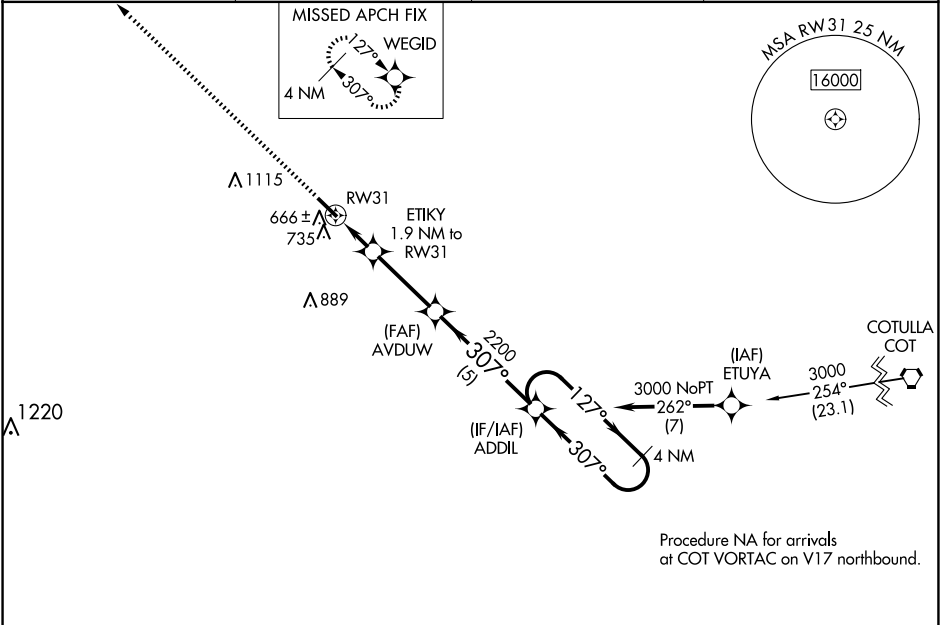 MISSED APCH FIX
WEGID
127°
307°
4 NM
MSA RW31 25 NM
16000
1115
RW31
666 ±
735
ETIKY
1.9 NM to
RW31
889
(FAF)
AVDUW
2200
307°
(5)
COTULLA
COT
(IAF)
ETUYA
3000
254°
(23.1)
3000 NoPT
262°
(7)
127°
307°
4 NM
(IF/IAF)
ADDIL
1220
Procedure NA for arrivals
at COT VORTAC on V17 northbound.